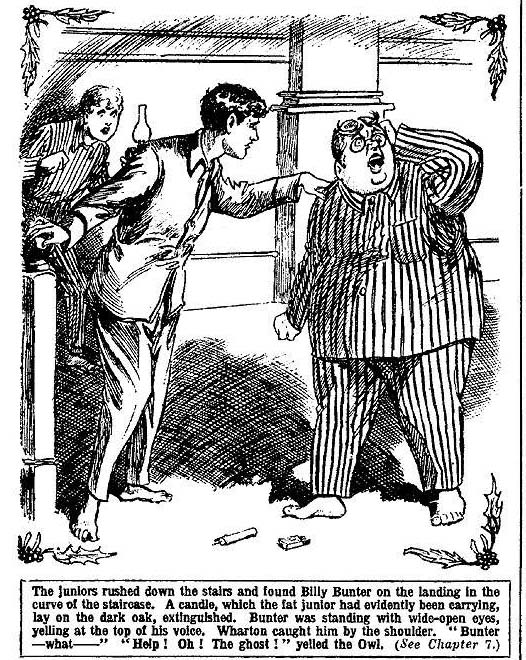 The juniors rushed down the stairs and found Billy Bunter on the landing in the
curve of the staircase. A candle, which the fat junior had evidently been carrying,
lay on the dark oak, extinguished. Bunter was standing with wide-open eyes,
yelling at the top of his voice. Wharton caught him by the shoulder. "Bunter
—what——" "Help! Oh! The ghost!" yelled the Owl. (See Chapter 7.)